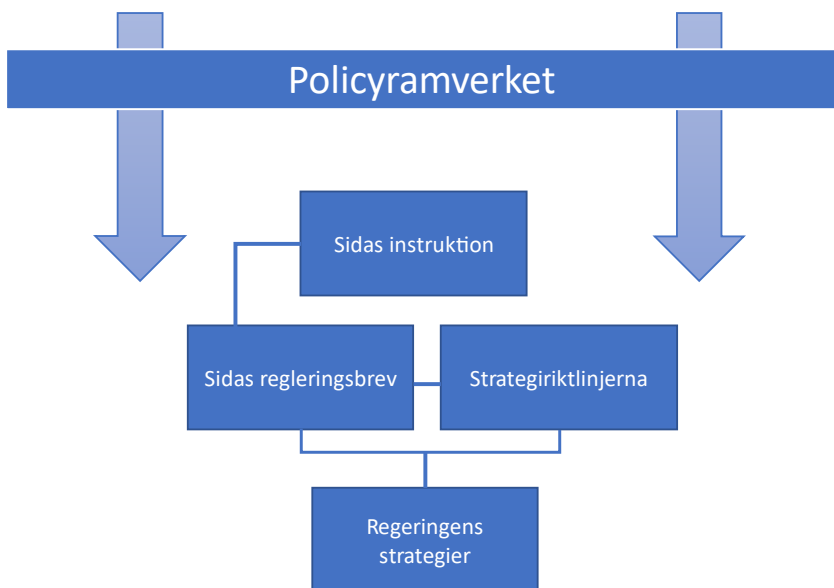 Policyramverket
Sidas instruktion
Sidas regleringsbrev
Strategiriktlinjerna
Regeringens
strategier